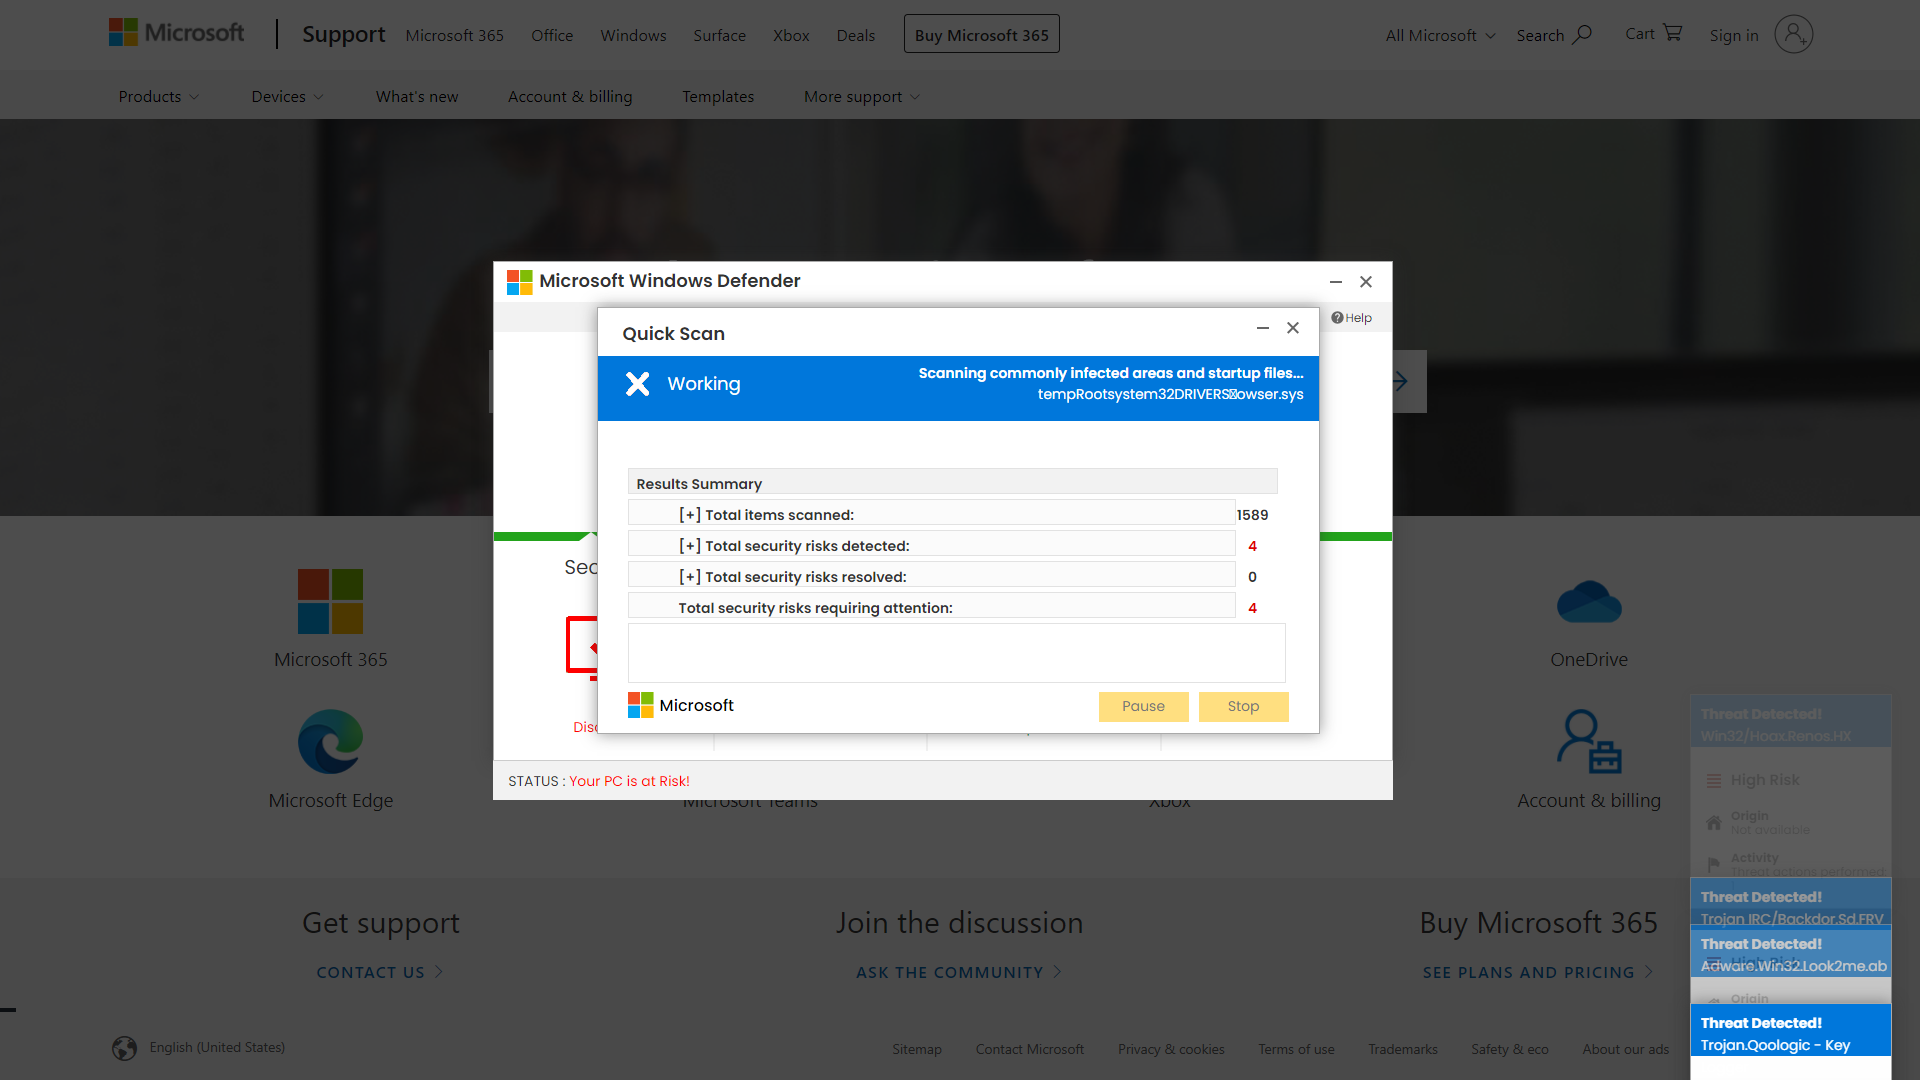 Microsoft
Support
Microsoft 365
Office
Windows
Surface
Xbox
Deals
Buy Microsoft 365
All Microsoft
Search
Cart
Sign in
Products
Devices
What's new
Account & billing
Templates
More support
Microsoft Windows Defender
Help
Quick Scan
Working
Scanning commonly infected areas and startup files...
tempRootsystem32DRIVERS owser.sys
Results Summary
[+] Total items scanned:
1589
[+] Total security risks detected:
4
[+] Total security risks resolved:
0
Total security risks requiring attention:
4
Microsoft
Pause
Stop
Sec
Disc
STATUS : Your PC is at Risk!
Microsoft 365
OneDrive
Microsoft Edge
Microsoft Teams
Xbox
Account & billing
Threat Detected!
Win32/Hoax.Renos.HX
High Risk
Origin
Not available
Activity
Threat actions performed
Threat Detected!
Trojan IRC/Backdor.Sd.FRV
Threat Detected!
Adware.Win32.Look2me.ab
High Risk
Origin
Threat Detected!
Trojan.Qoologic - Key
Get support
CONTACT US
Join the discussion
ASK THE COMMUNITY
Buy Microsoft 365
SEE PLANS AND PRICING
English (United States)
Sitemap
Contact Microsoft
Privacy & cookies
Terms of use
Trademarks
Safety & eco
About our ads